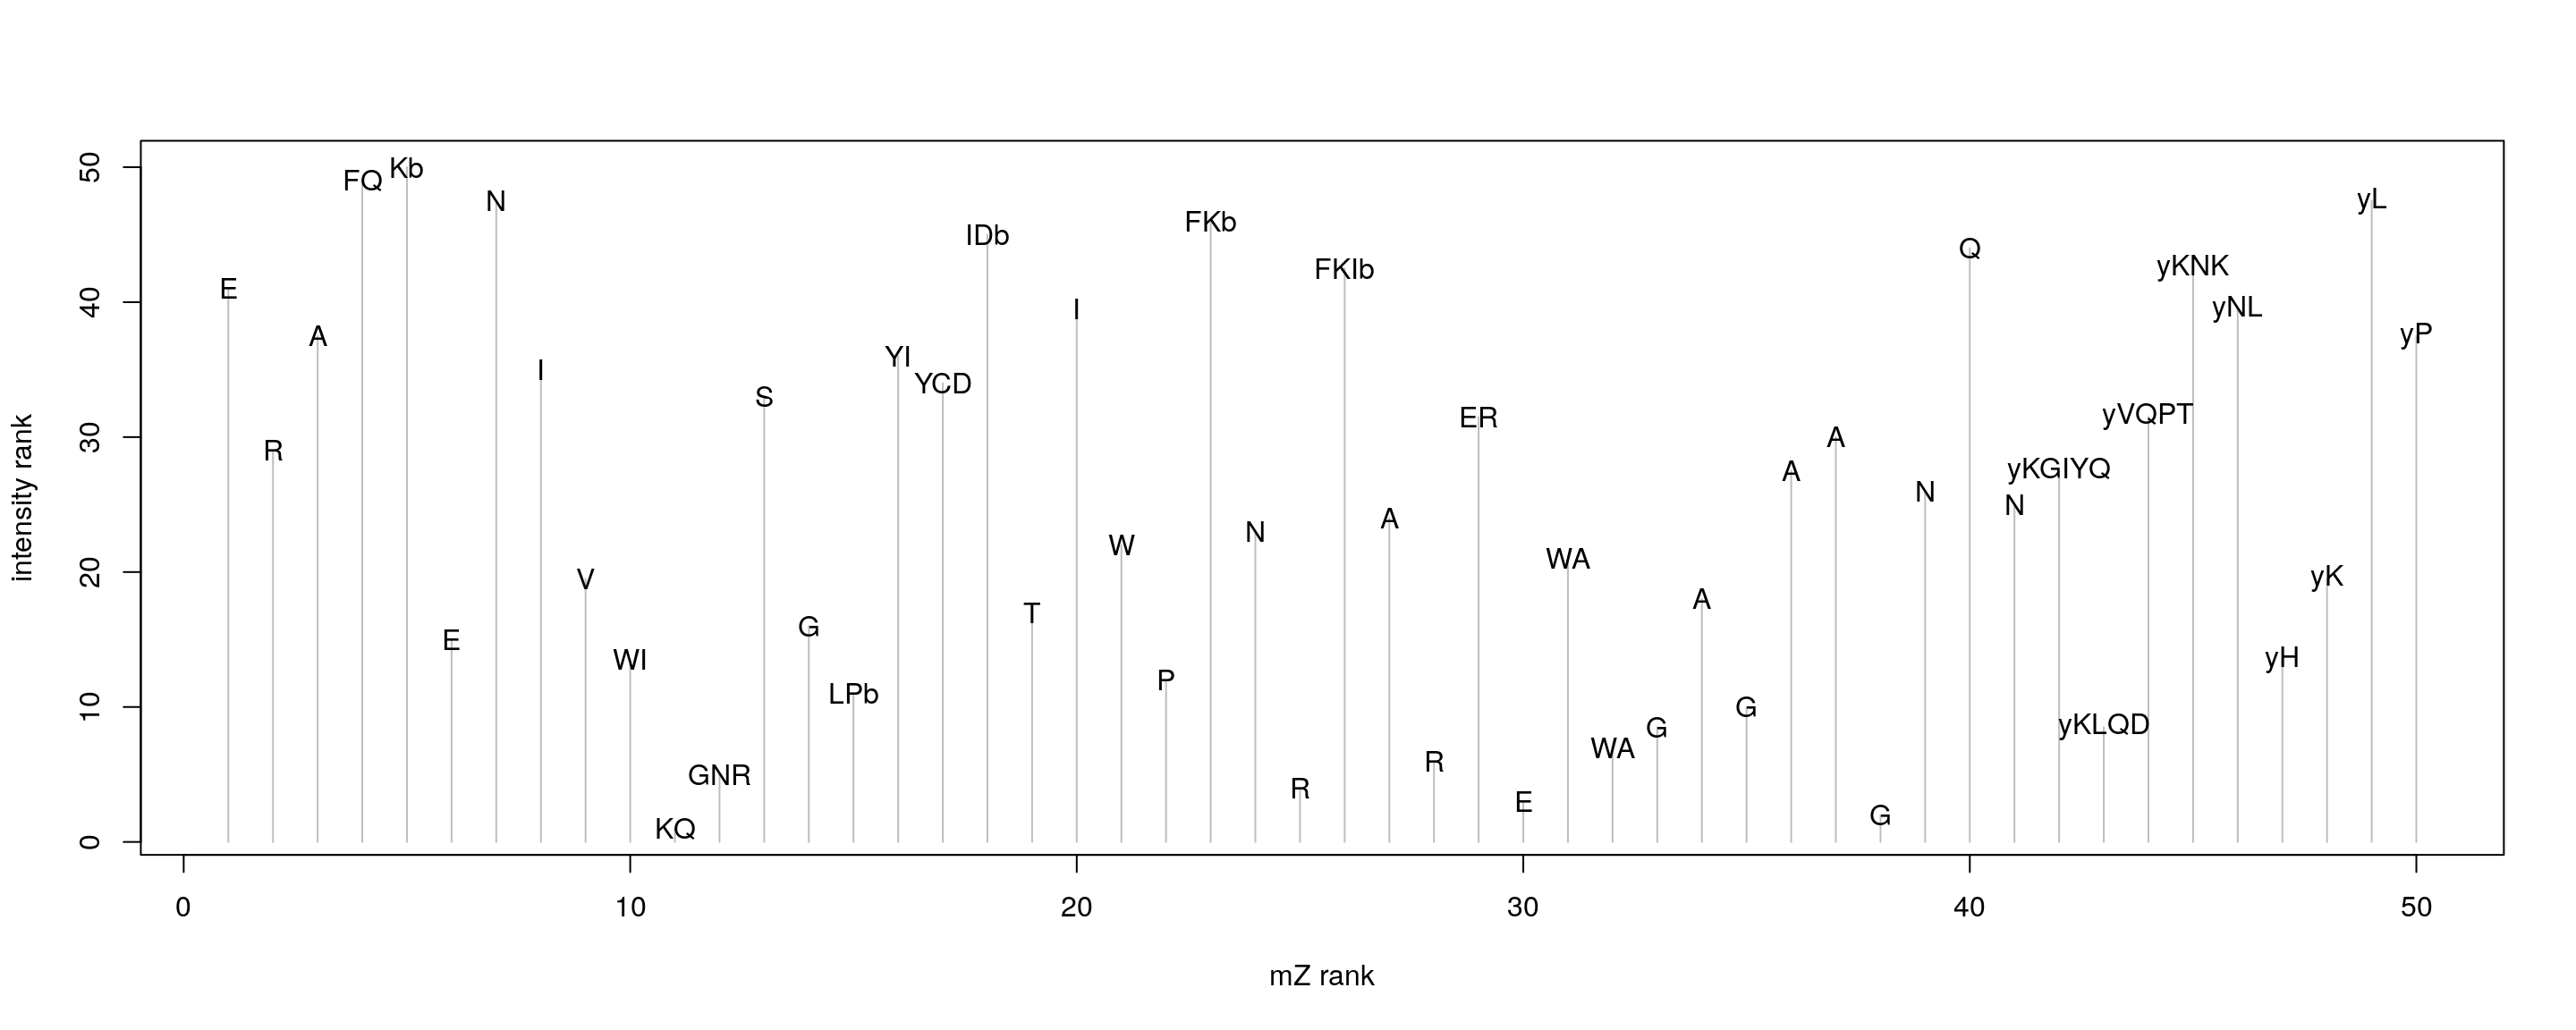 50
Kb
FQ
yL
N
IDb
FKb
Q
yKNK
FKIb
E
40
I
yNL
A
yP
I
YI
YCD
S
ER
yVQPT
A
30
R
A
yKGIYQ
N
N
A
N
W
WA
20
V
yK
A
T
G
E
WI
yH
P
LPb
10
G
G
yKLQD
WA
R
GNR
R
E
G
KQ
0
intensity rank
0 10 20 30 40 50
mZ rank